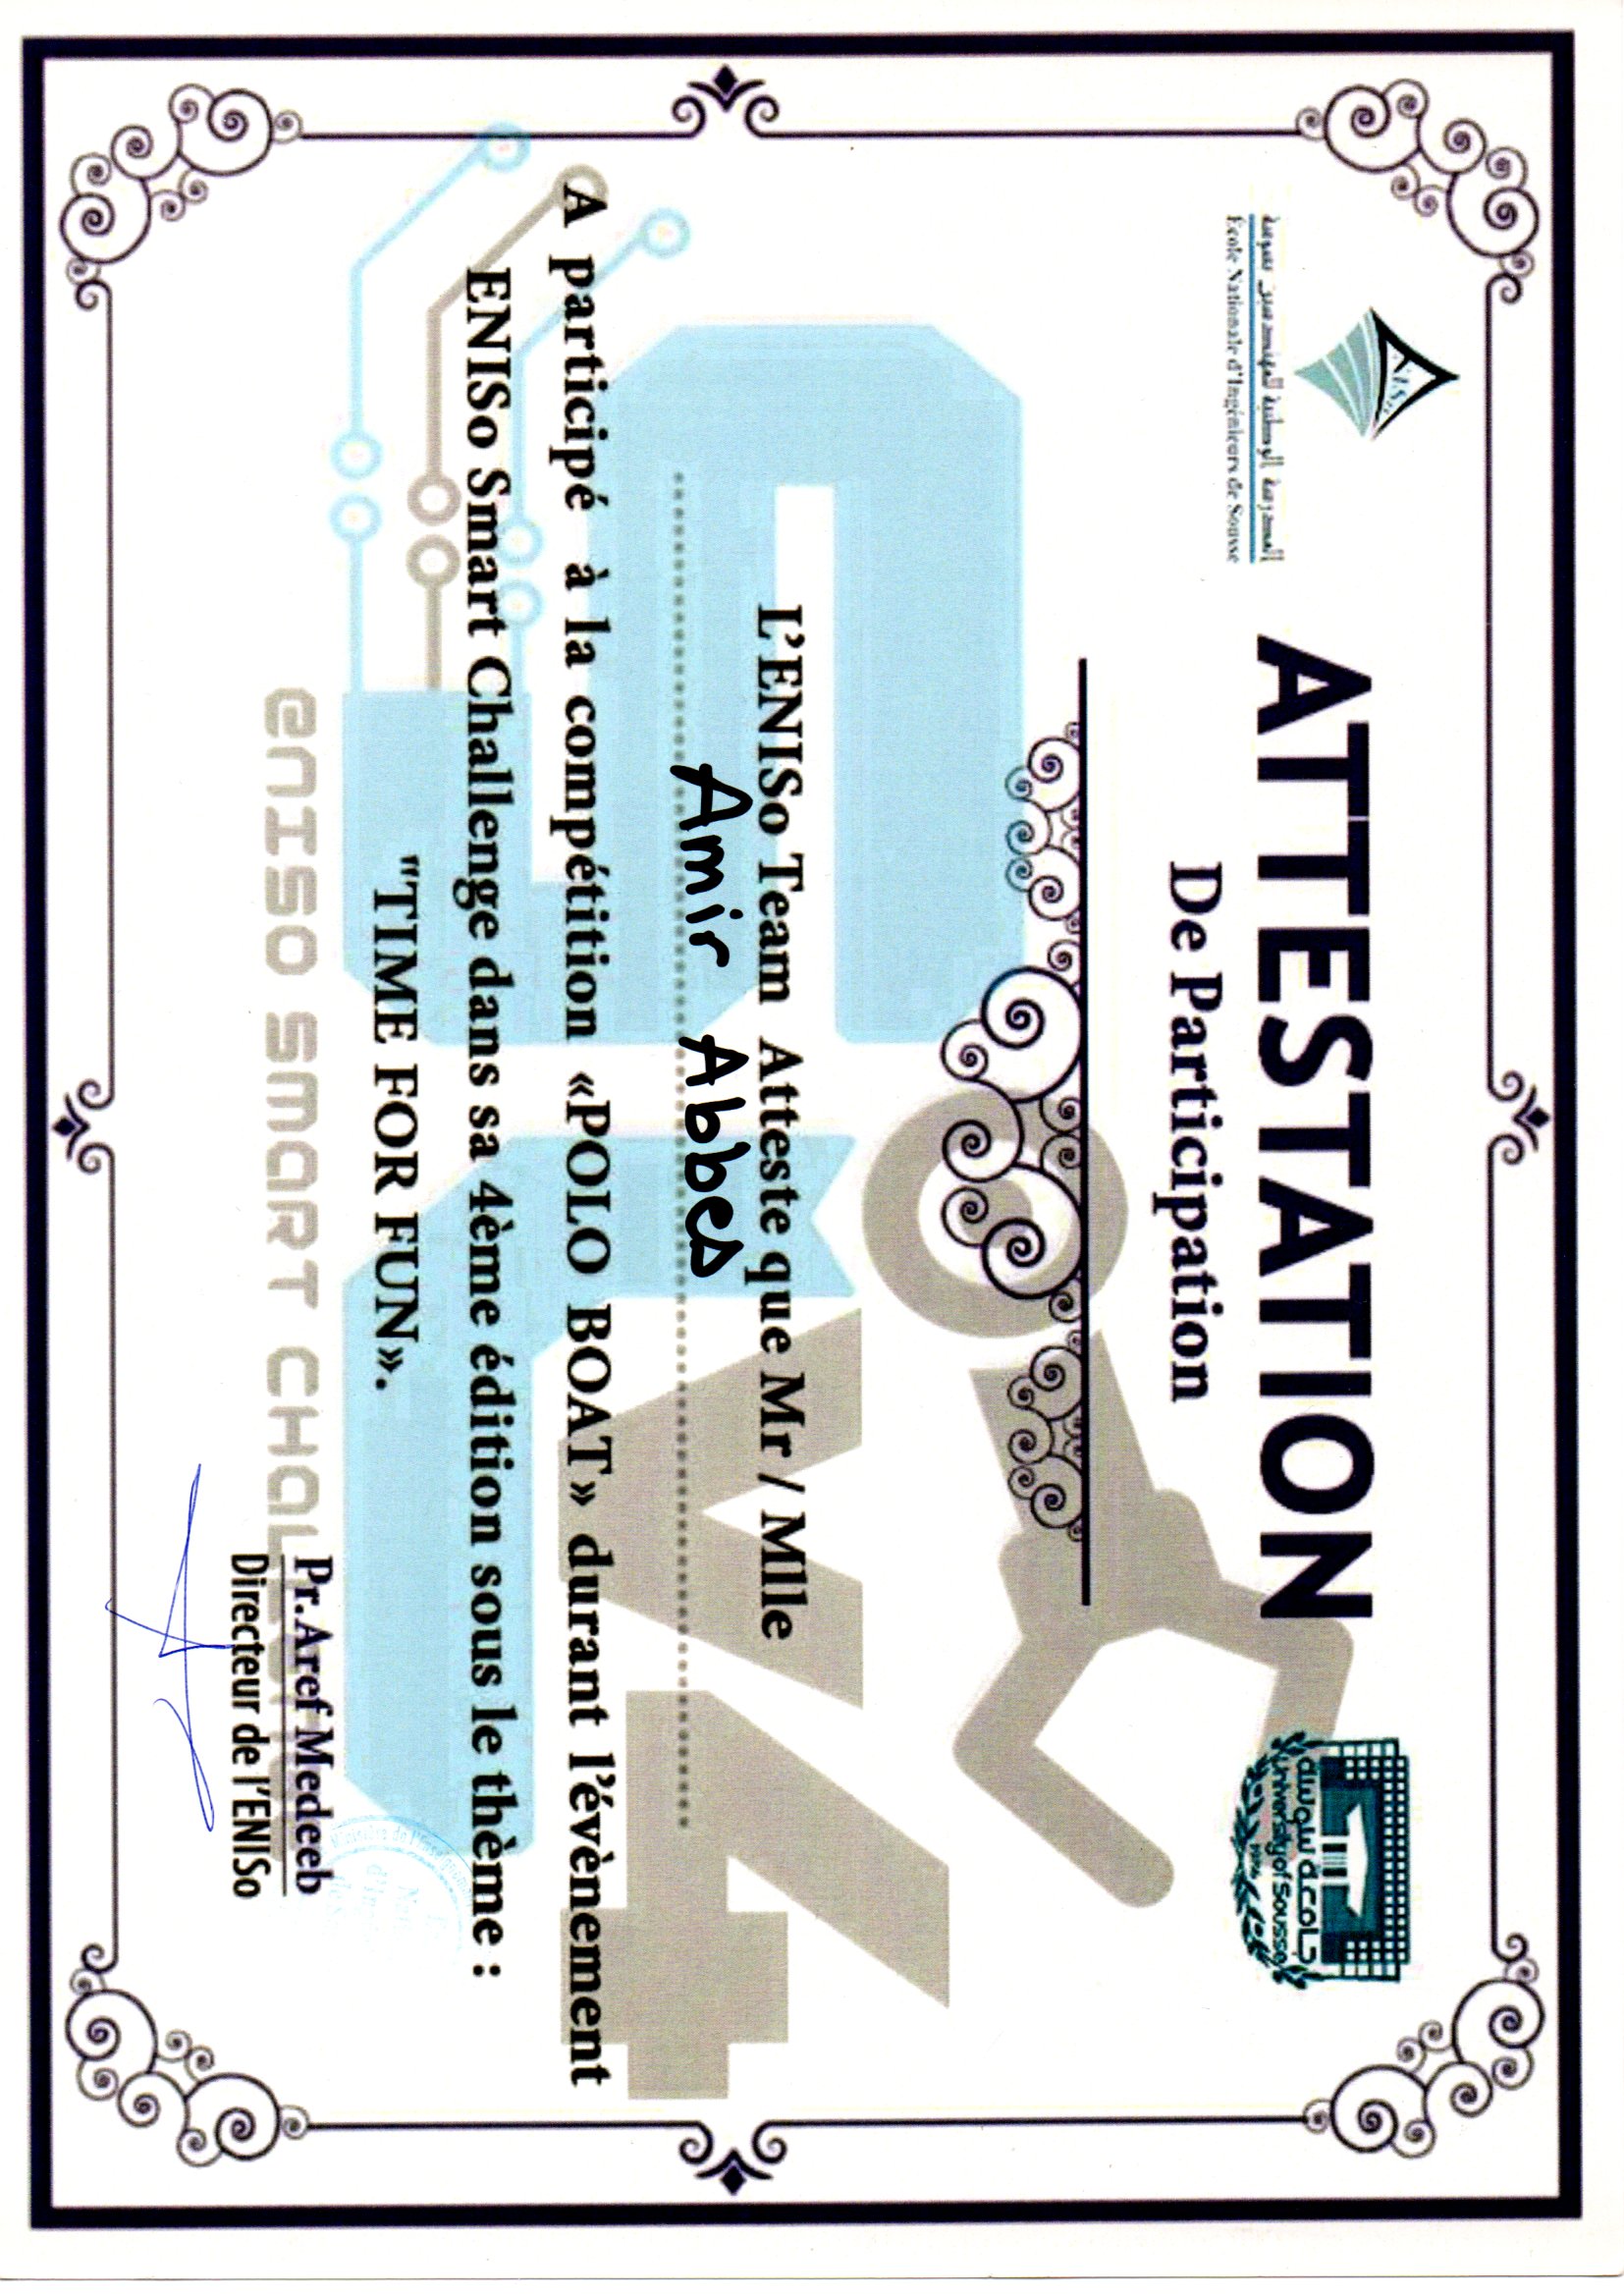 ENISo
المدرسة الوطنية للمهندسين بسوسة
École Nationale d'Ingénieurs de Sousse
ATTESTATION
De Participation
جامعة سوسة
University of Sousse
V4
L'ENISo Team Atteste que Mr / Mlle
Amir Abbes
A participé à la compétition «POLO BOAT» durant l'évènement
ENISo Smart Challenge dans sa 4ème édition sous le thème :
"TIME FOR FUN».
eNISO SMART CHALLENGE
Pr. Aref Medeeb
Directeur de l'ENISo